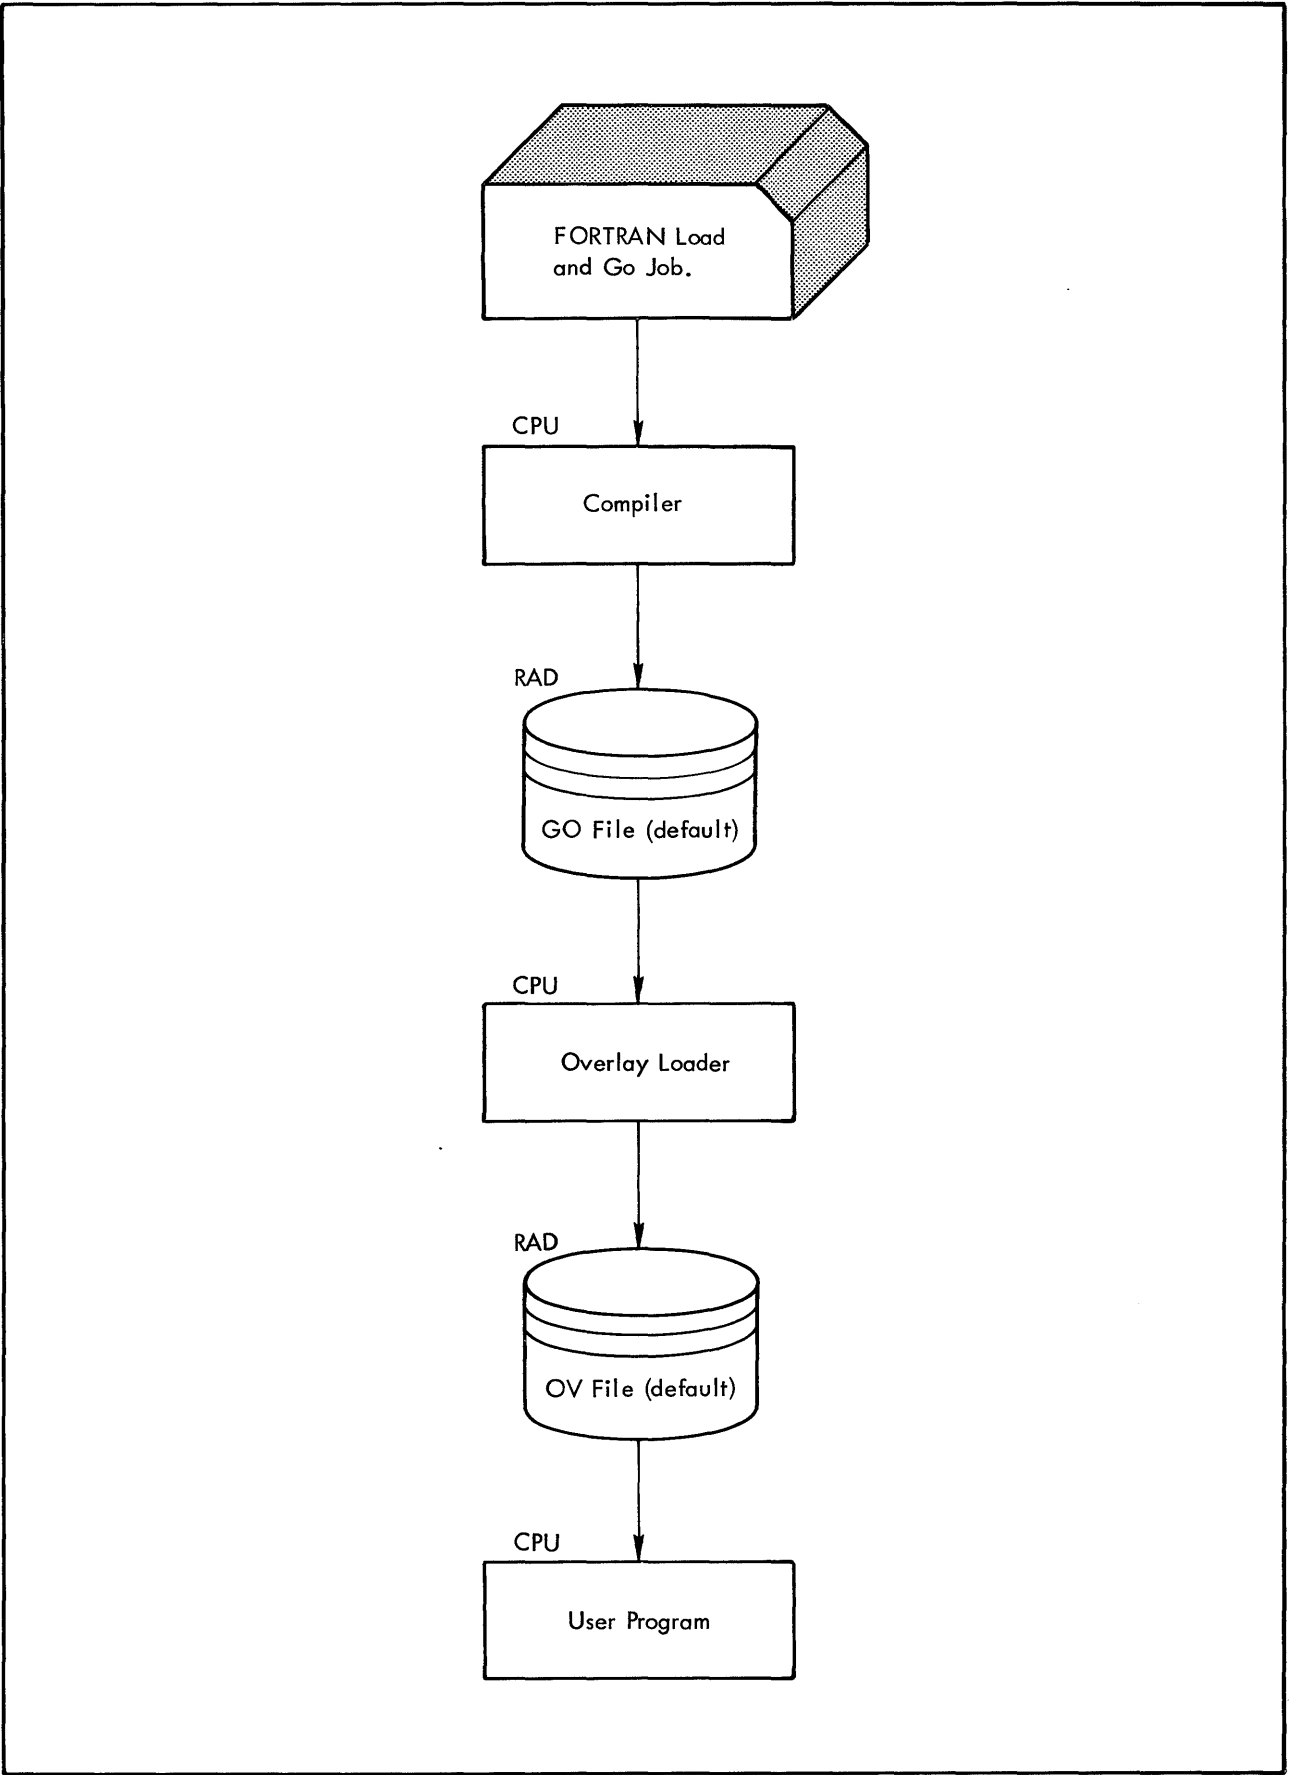 FORTRAN Load
and Go Job.
CPU
Compiler
RAD
GO File (default)
CPU
Overlay Loader
RAD
OV File (default)
CPU
User Program